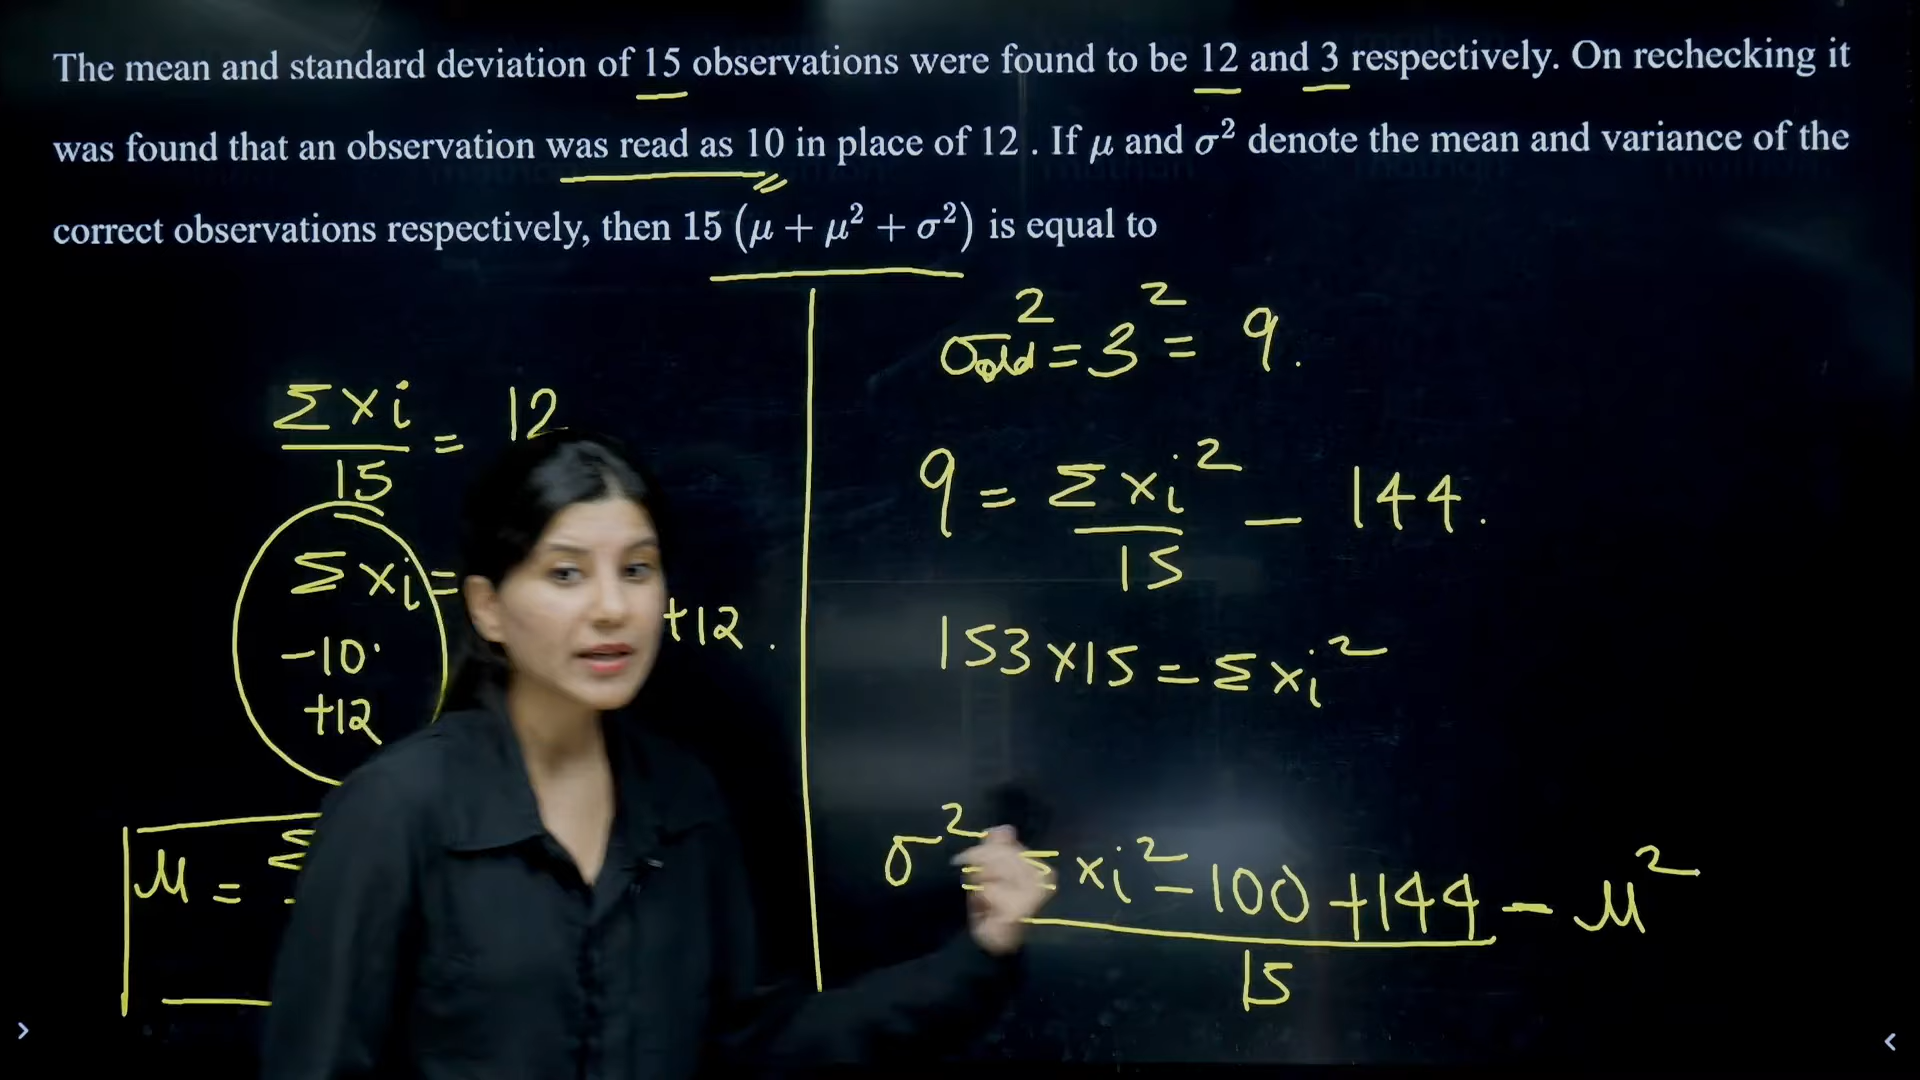 The mean and standard deviation of 15 observations were found to be 12 and 3 respectively. On rechecking it
was found that an observation was read as 10 in place of 12 . If μ and σ² denote the mean and variance of the
correct observations respectively, then 15 (μ + μ² + σ²) is equal to
Σxi/15 = 12
Σxi =
-10
+12
+12 .
μ =
σ²old = 3² = 9.
9 = Σxi²/15 - 144.
153×15 = Σxi²
σ² = Σxi² - 100 + 144/15 - μ²